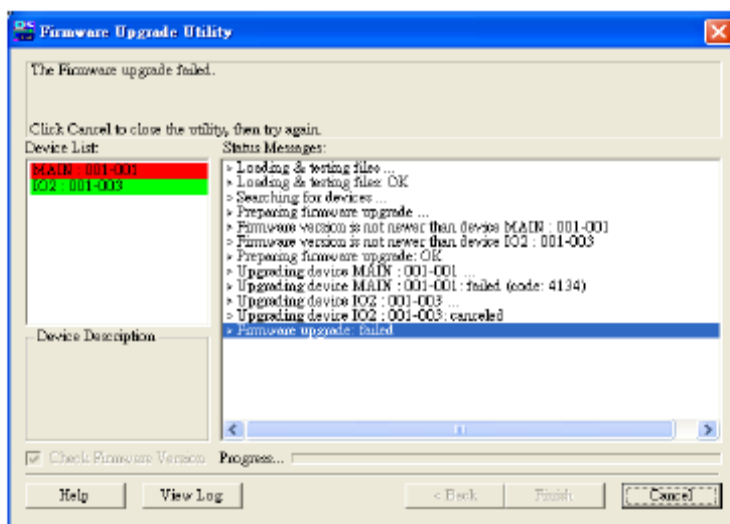 Firmware Upgrade Utility
The Firmware upgrade failed.
Click Cancel to close the utility, then try again.
Device List:
MAIN : 001-001
IO2 : 001-003
Device Description
Status Messages:
> Loading & testing files ...
> Loading & testing files: OK
> Searching for devices ...
> Preparing firmware upgrade ...
> Firmware version is not newer than device MAIN : 001-001
> Firmware version is not newer than device IO2 : 001-003
> Preparing firmware upgrade: OK
> Upgrading device MAIN : 001-001 ...
> Upgrading device MAIN : 001-001: failed (code: 4134)
> Upgrading device IO2 : 001-003 ...
> Upgrading device IO2 : 001-003: canceled
> Firmware upgrade: failed
Check Firmware Version Progress...
Help View Log < Back Finish Cancel